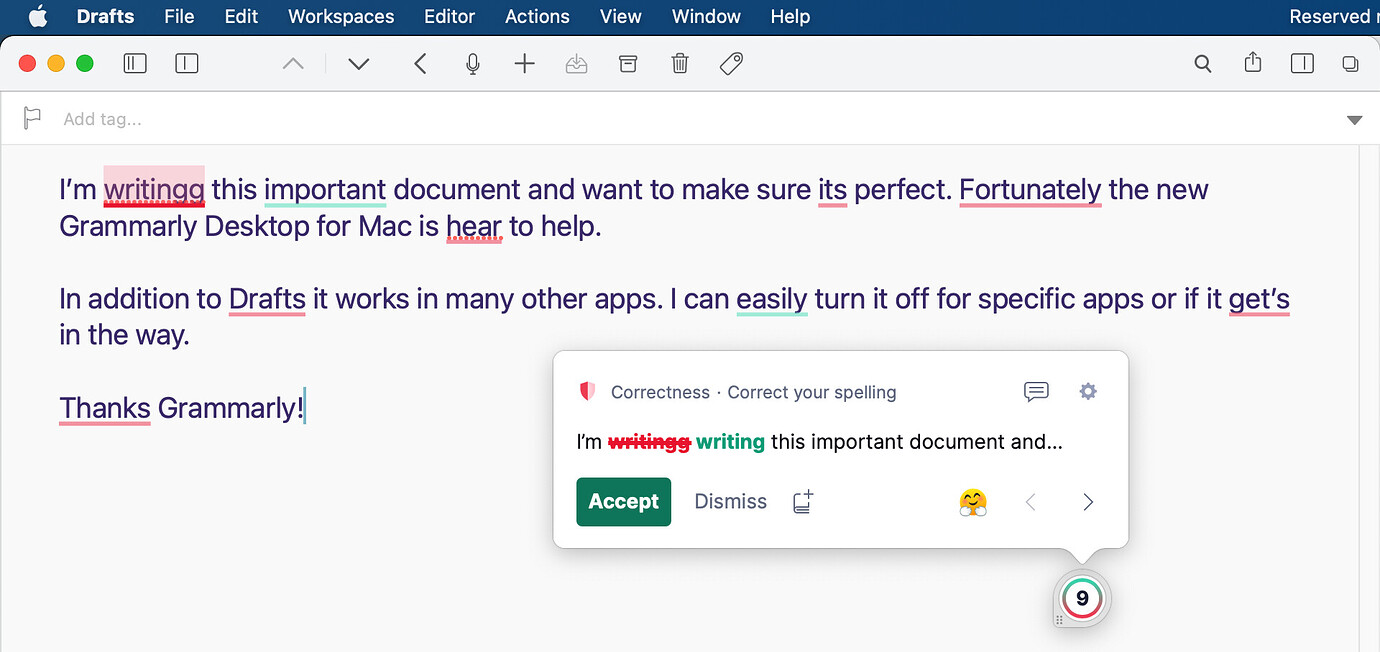 Drafts File Edit Workspaces Editor Actions View Window Help Reserved
Add tag...
I’m writingg this important document and want to make sure its perfect. Fortunately the new
Grammarly Desktop for Mac is hear to help.
In addition to Drafts it works in many other apps. I can easily turn it off for specific apps or if it get’s
in the way.
Thanks Grammarly!
Correctness · Correct your spelling
I’m writingg writing this important document and...
Accept Dismiss
9